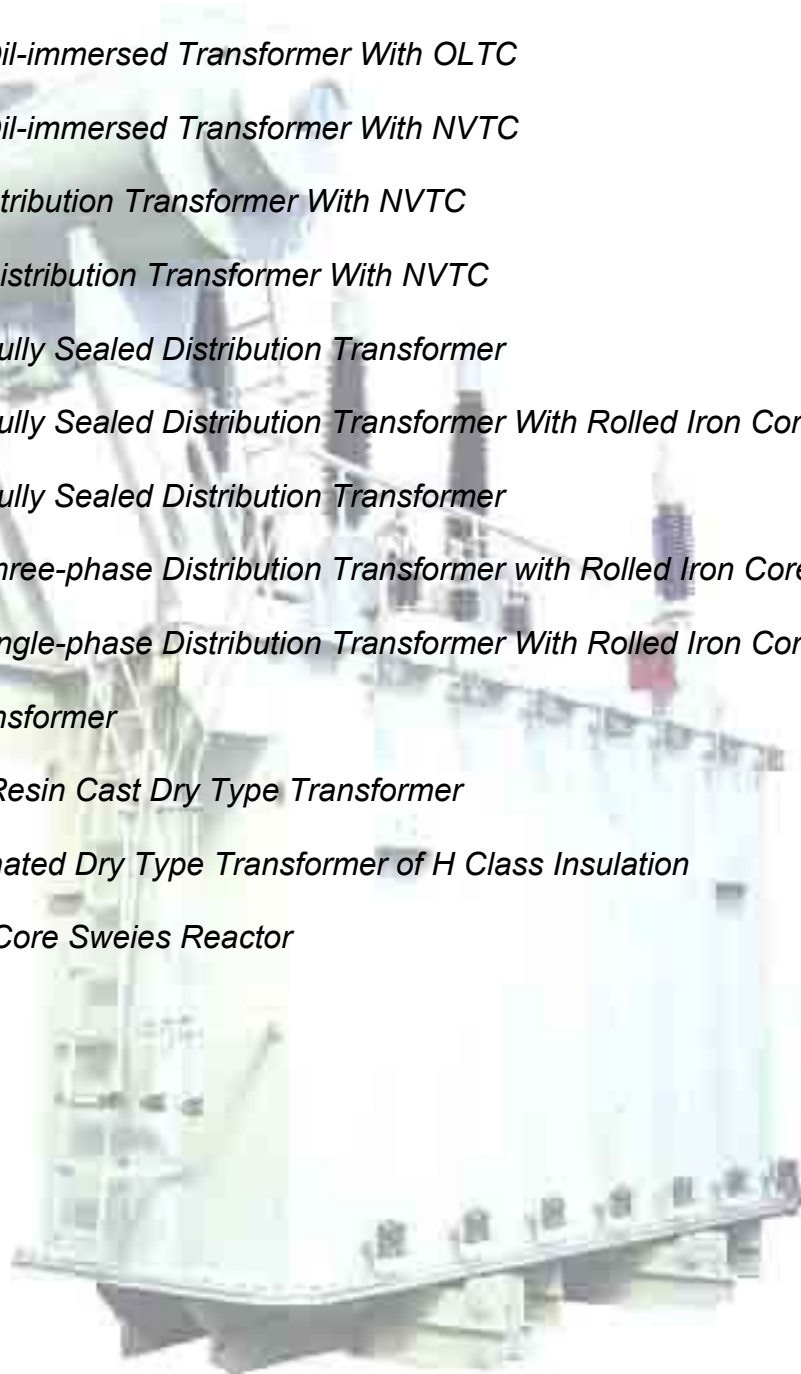 il-immersed Transformer With OLTC
il-immersed Transformer With NVTC
tribution Transformer With NVTC
istribution Transformer With NVTC
ully Sealed Distribution Transformer
ully Sealed Distribution Transformer With Rolled Iron Cor
ully Sealed Distribution Transformer
hree-phase Distribution Transformer with Rolled Iron Core
ngle-phase Distribution Transformer With Rolled Iron Cor
nsformer
Resin Cast Dry Type Transformer
nated Dry Type Transformer of H Class Insulation
Core Sweies Reactor